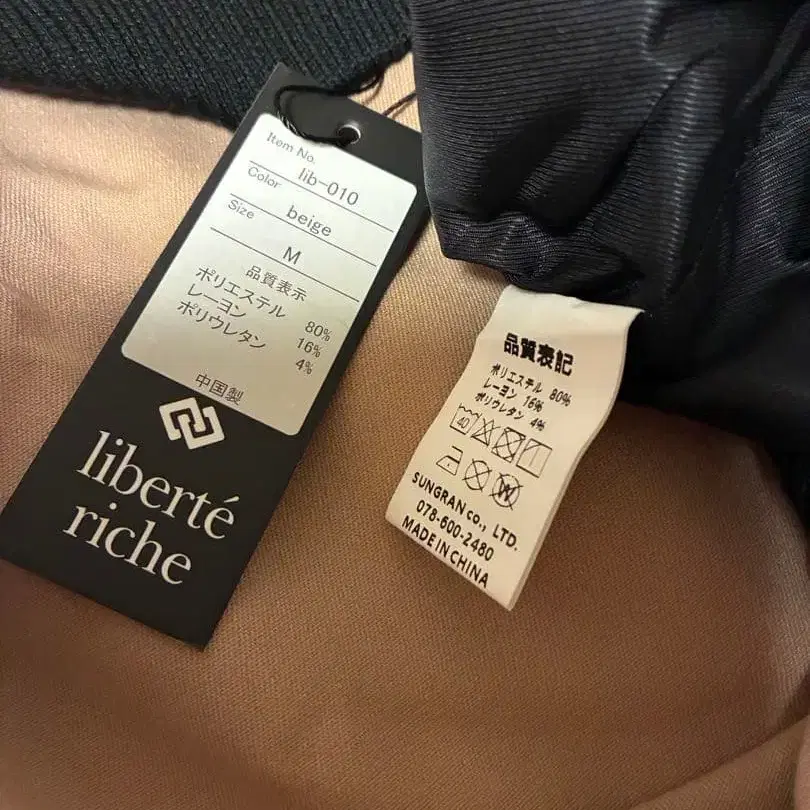 Item No.
lib-010
Color
beige
Size
M
品質表示
ポリエステル 80%
レーヨン 16%
ポリウレタン 4%
中国製
liberté
riche
品質表記
ポリエステル 80%
レーヨン 16%
ポリウレタン 4%
40
W
SUNGRAN co., LTD.
078-600-2480
MADE IN CHINA